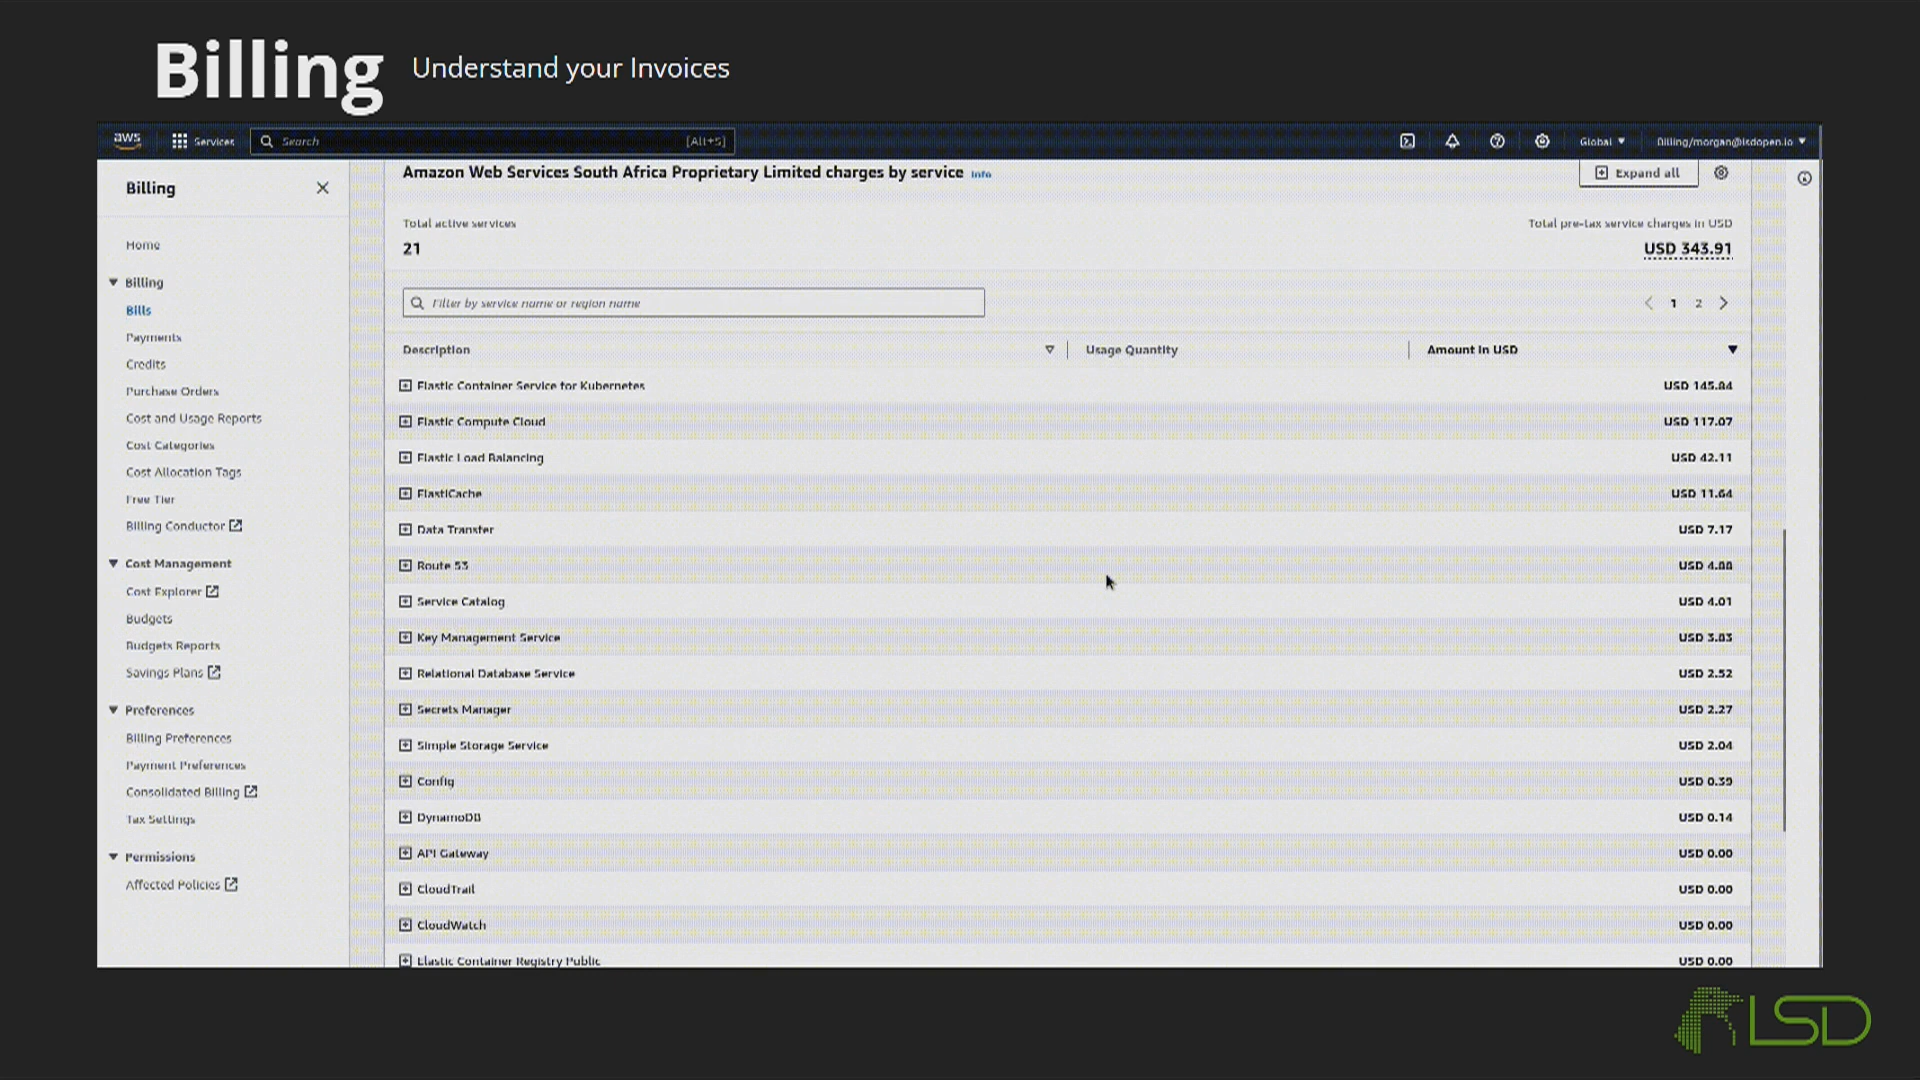 Billing Understand your Invoices
aws Services Search [Alt+S] Global Billing/morgan@lsdopen.io
Billing
Home
Billing
Bills
Payments
Credits
Purchase Orders
Cost and Usage Reports
Cost Categories
Cost Allocation Tags
Free Tier
Billing Conductor
Cost Management
Cost Explorer
Budgets
Budgets Reports
Savings Plans
Preferences
Billing Preferences
Payment Preferences
Consolidated Billing
Tax Settings
Permissions
Affected Policies
Amazon Web Services South Africa Proprietary Limited charges by service Info
Expand all
Total active services
21
Total pre-tax service charges in USD
USD 343.91
Filter by service name or region name
1 2
Description Usage Quantity Amount in USD
Elastic Container Service for Kubernetes USD 145.84
Elastic Compute Cloud USD 117.07
Elastic Load Balancing USD 42.11
ElastiCache USD 11.64
Data Transfer USD 7.17
Route 53 USD 4.88
Service Catalog USD 4.01
Key Management Service USD 3.83
Relational Database Service USD 2.52
Secrets Manager USD 2.27
Simple Storage Service USD 2.04
Config USD 0.39
DynamoDB USD 0.14
API Gateway USD 0.00
CloudTrail USD 0.00
CloudWatch USD 0.00
Elastic Container Registry Public USD 0.00
LSD